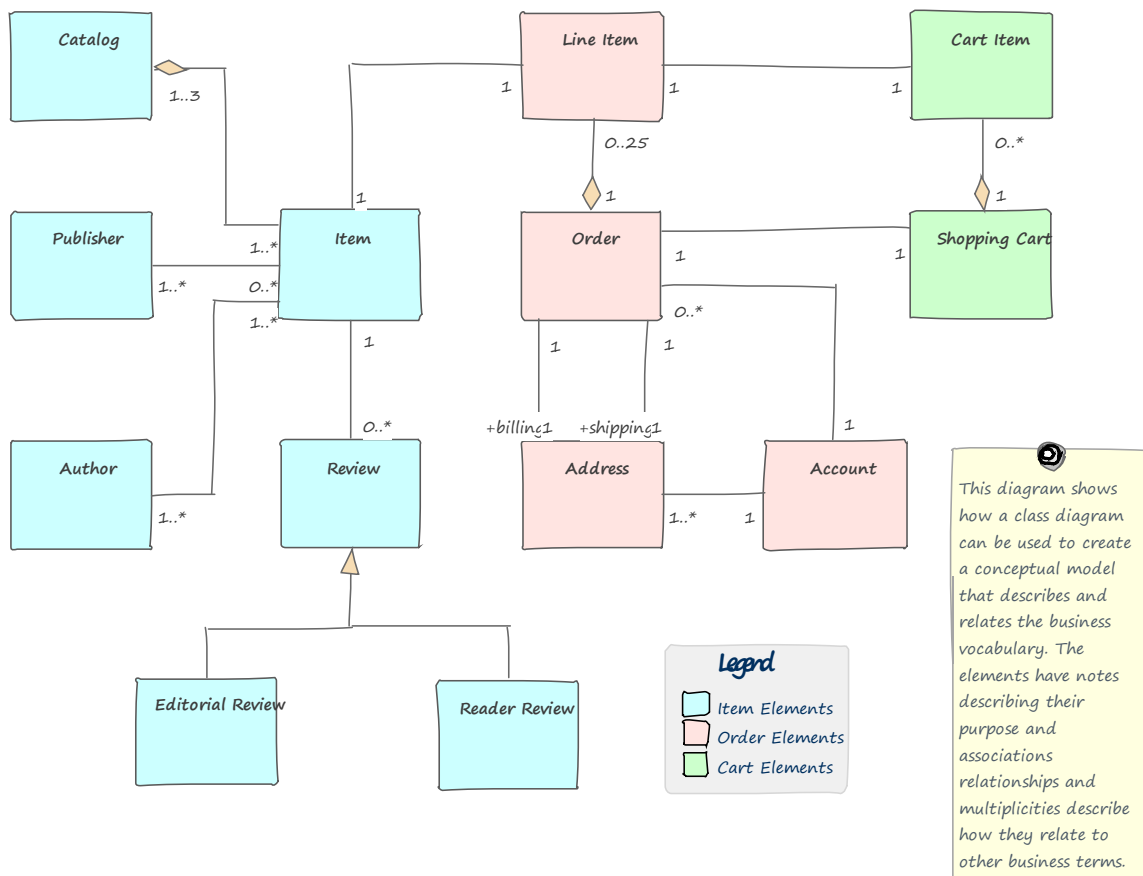 Catalog
Line Item
Cart Item
1..3
1
1
1
0..25
0..*
1
1
1
Publisher
Item
Order
Shopping Cart
1..*
1
1
1..*
0..*
1..*
0..*
1
1
1
0..*
1
+billing
1
+shipping
1
Author
Review
Address
Account
1..*
1..*
1
This diagram shows
how a class diagram
can be used to create
a conceptual model
that describes and
relates the business
vocabulary. The
elements have notes
describing their
purpose and
associations
relationships and
multiplicities describe
how they relate to
other business terms.
Editorial Review
Reader Review
Legend
Item Elements
Order Elements
Cart Elements